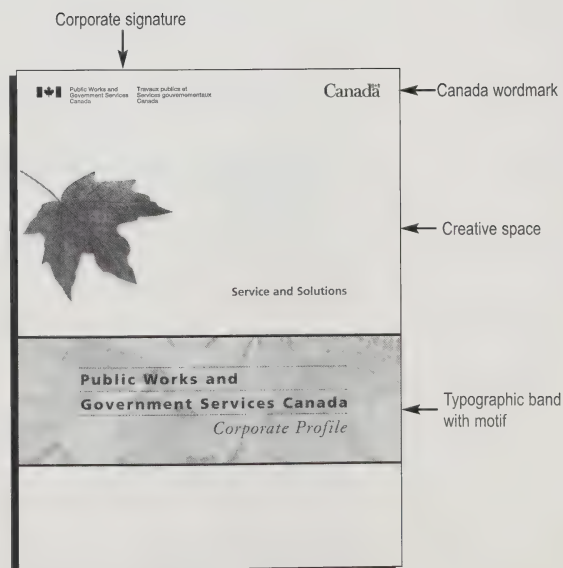 Corporate signature
Public Works and
Government Services
Canada
Travaux publics et
Services gouvernementaux
Canada
Canada
Canada wordmark
Creative space
Service and Solutions
Public Works and
Government Services Canada
Corporate Profile
Typographic band
with motif